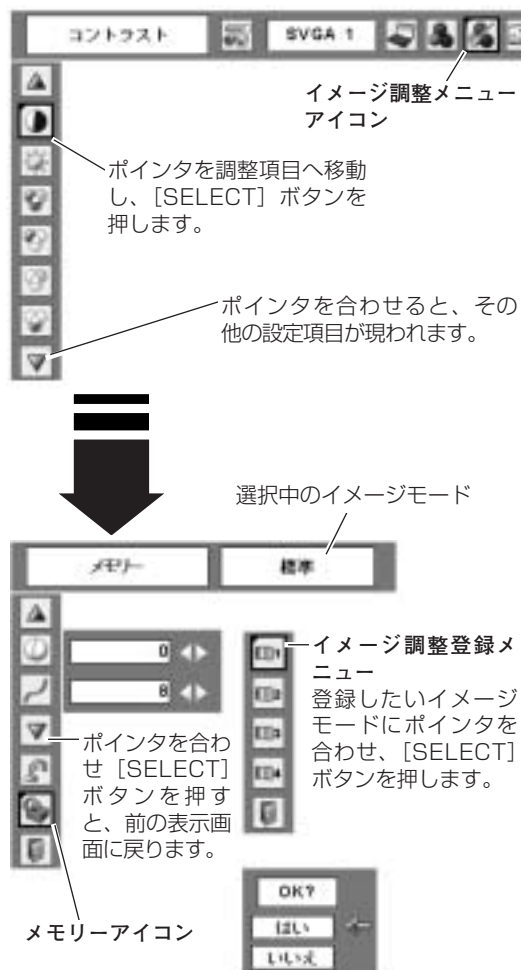 コントラスト
SVGA 1
イメージ調整メニュー
アイコン
ポインタを調整項目へ移動
し、［SELECT］ボタンを
押します。
ポインタを合わせると、その
他の設定項目が現われます。
選択中のイメージモード
メモリー
標準
0
8
イメージ調整登録メ
ニュー
登録したいイメージ
モードにポインタを
合わせ、［SELECT］
ボタンを押します。
ポインタを合わ
せ［SELECT］
ボタンを押す
と、前の表示画
面に戻ります。
メモリーアイコン
OK?
はい
いいえ